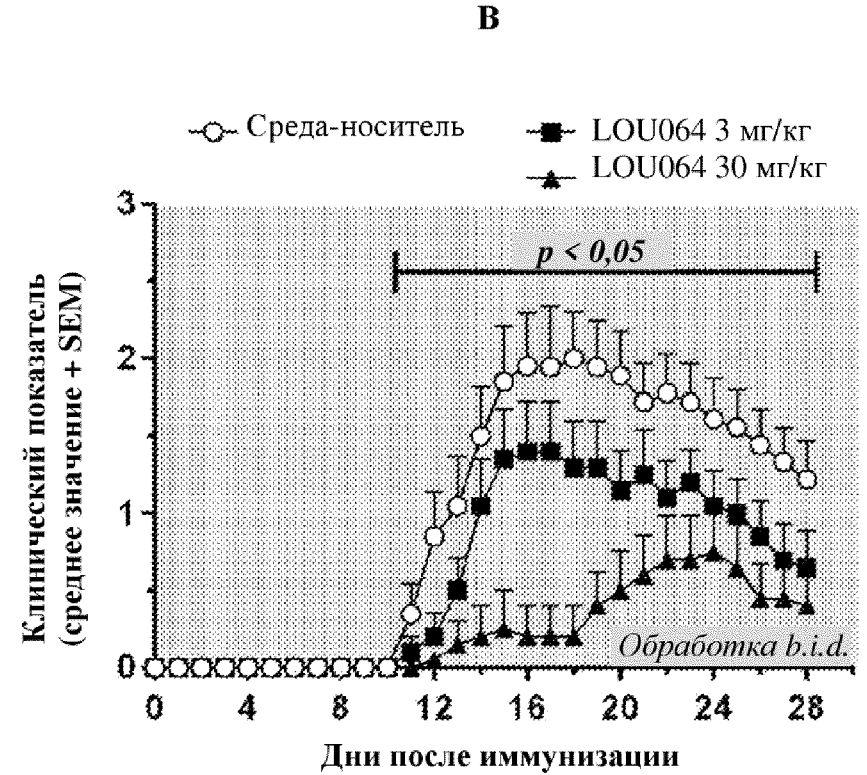 В
Среда-носитель
LOU064 3 мг/кг
LOU064 30 мг/кг
3
p < 0,05
2
1
0
Клинический показатель
(среднее значение + SEM)
Обработка b.i.d.
0 4 8 12 16 20 24 28
Дни после иммунизации